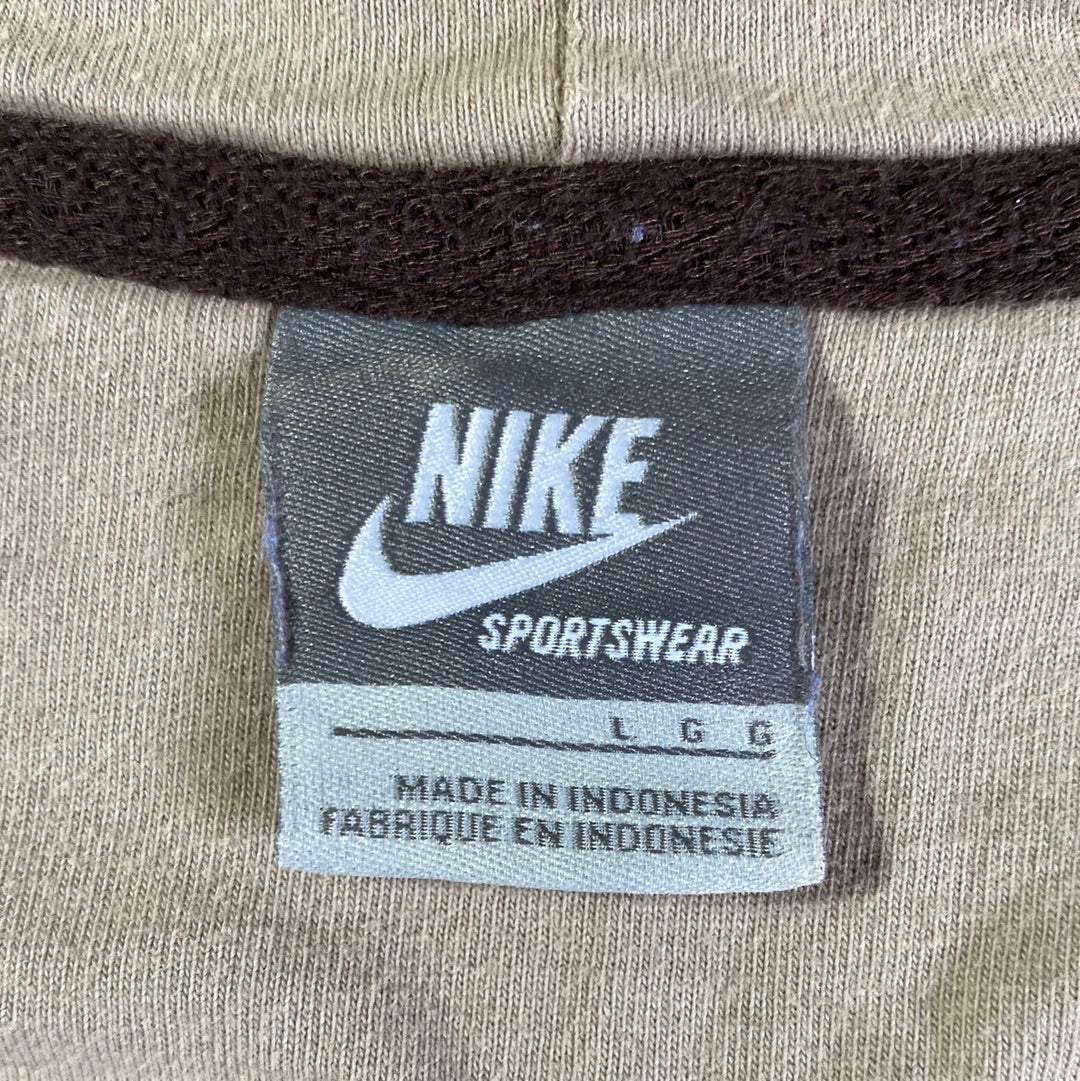 NIKE
SPORTSWEAR
L G G
MADE IN INDONESIA
FABRIQUE EN INDONESIE